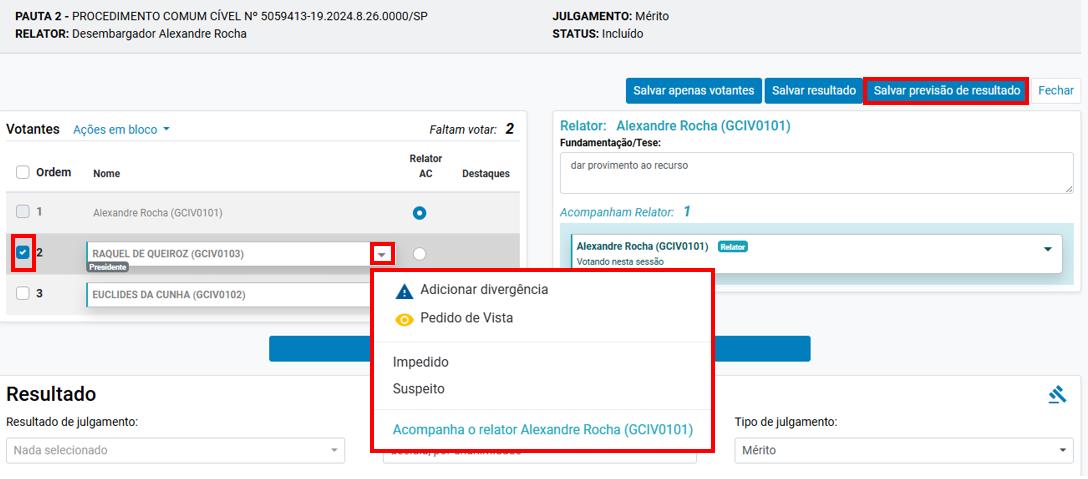 PAUTA 2 - PROCEDIMENTO COMUM CÍVEL Nº 5059413-19.2024.8.26.0000/SP
JULGAMENTO: Mérito
RELATOR: Desembargador Alexandre Rocha
STATUS: Incluído
Salvar apenas votantes
Salvar resultado
Salvar previsão de resultado
Fechar
Votantes
Ações em bloco
Faltam votar: 2
Ordem
Nome
Relator
AC
Destaques
1
Alexandre Rocha (GCIV0101)
2
RAQUEL DE QUEIROZ (GCIV0103)
Presidente
3
EUCLIDES DA CUNHA (GCIV0102)
Relator: Alexandre Rocha (GCIV0101)
Fundamentação/Tese:
dar provimento ao recurso
Acompanham Relator: 1
Alexandre Rocha (GCIV0101) Relator
Votando nesta sessão
Adicionar divergência
Pedido de Vista
Impedido
Suspeito
Acompanha o relator Alexandre Rocha (GCIV0101)
Resultado
Resultado de julgamento:
Nada selecionado
Tipo de julgamento:
Mérito